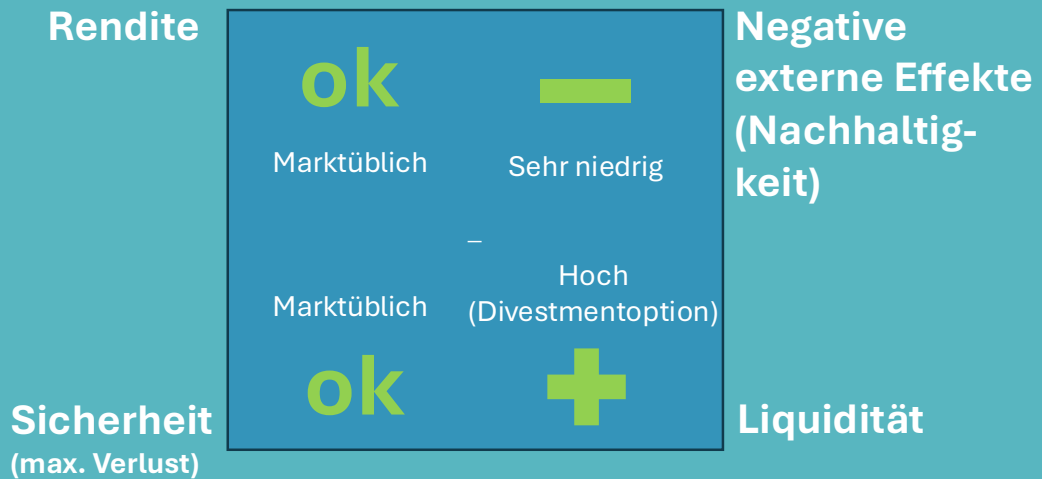 Rendite
ok
Marktüblich
Sehr niedrig
Negative
externe Effekte
(Nachhaltig-
keit)
–
Marktüblich
Hoch
(Divestmentoption)
ok
Sicherheit
(max. Verlust)
Liquidität